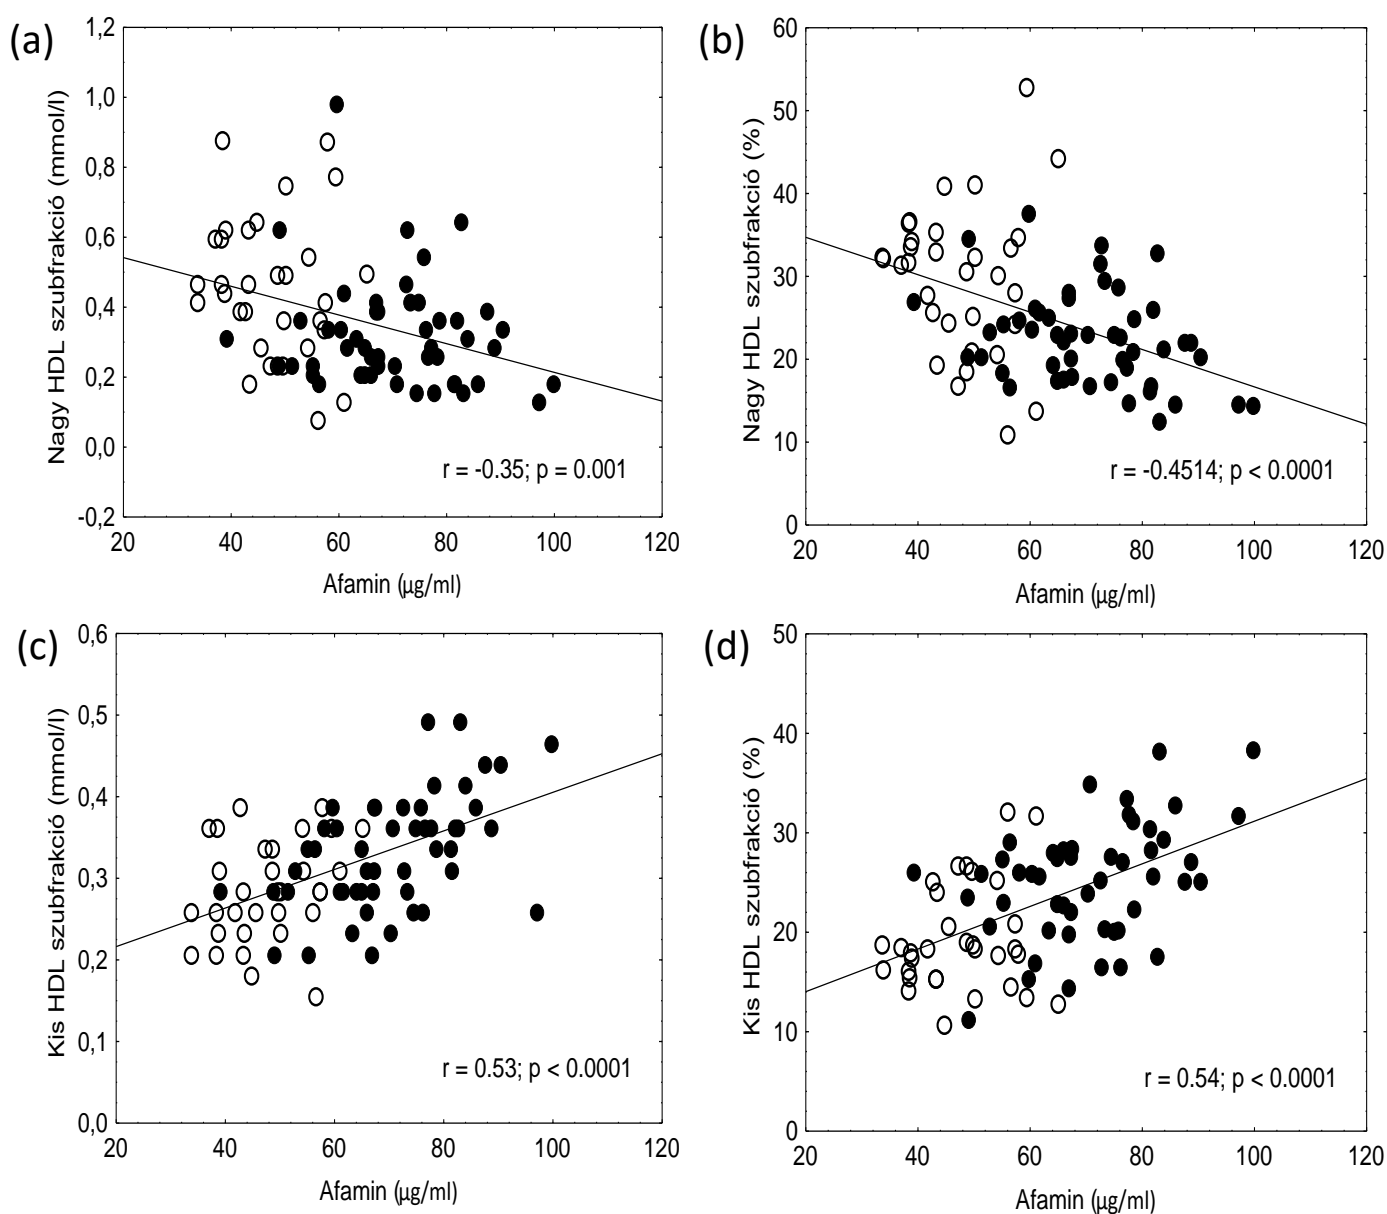 (a)
Nagy HDL szubfrakció (mmol/l)
1,2
1,0
0,8
0,6
0,4
0,2
0,0
-0,2
20 40 60 80 100 120
r = -0.35; p = 0.001
Afamin (µg/ml)
(b)
Nagy HDL szubfrakció (%)
60
50
40
30
20
10
0
20 40 60 80 100 120
r = -0.4514; p < 0.0001
Afamin (µg/ml)
(c)
Kis HDL szubfrakció (mmol/l)
0,6
0,5
0,4
0,3
0,2
0,1
0,0
20 40 60 80 100 120
r = 0.53; p < 0.0001
Afamin (µg/ml)
(d)
Kis HDL szubfrakció (%)
50
40
30
20
10
0
20 40 60 80 100 120
r = 0.54; p < 0.0001
Afamin (µg/ml)